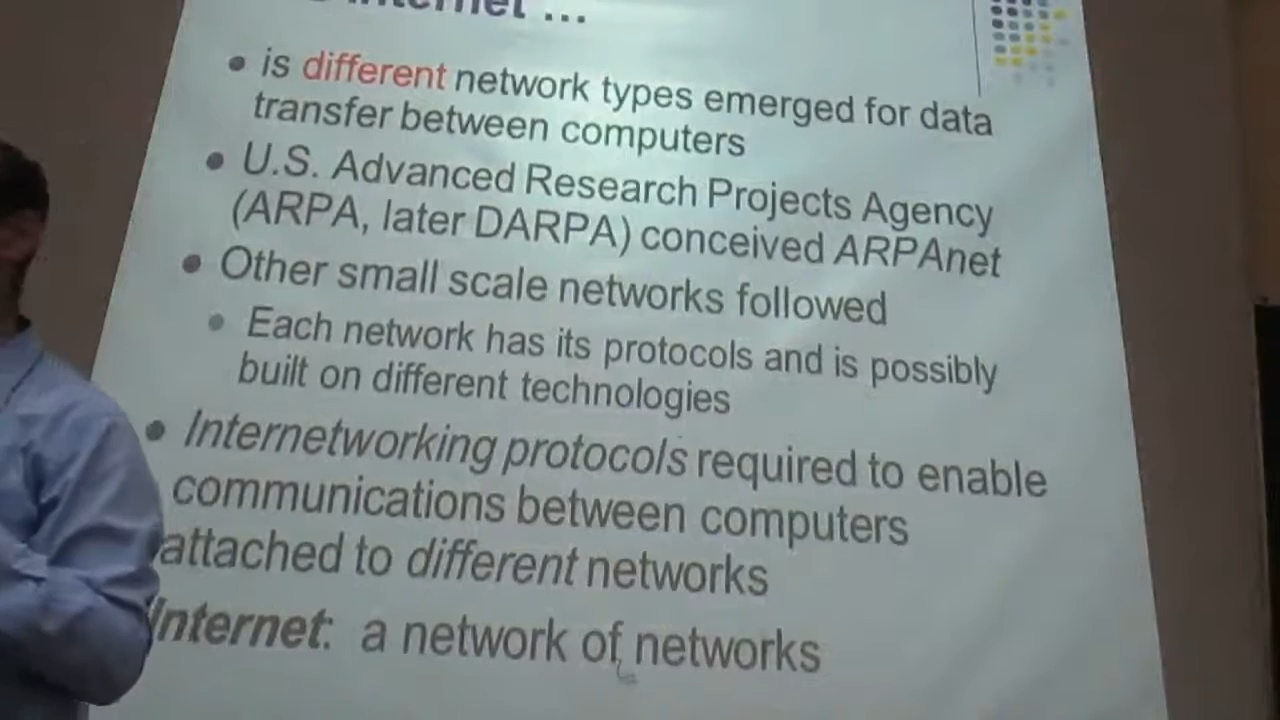 Internet ...
is different network types emerged for data
transfer between computers
U.S. Advanced Research Projects Agency
(ARPA, later DARPA) conceived ARPAnet
Other small scale networks followed
Each network has its protocols and is possibly
built on different technologies
Internetworking protocols required to enable
communications between computers
attached to different networks
Internet: a network of networks